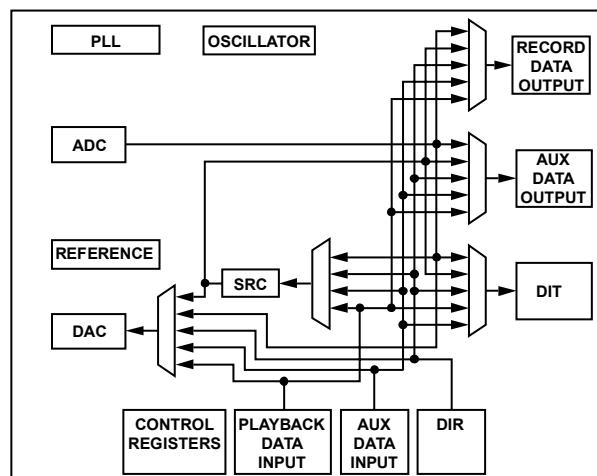 PLL
OSCILLATOR
RECORD
DATA
OUTPUT
ADC
AUX
DATA
OUTPUT
REFERENCE
SRC
DIT
DAC
CONTROL
REGISTERS
PLAYBACK
DATA
INPUT
AUX
DATA
INPUT
DIR